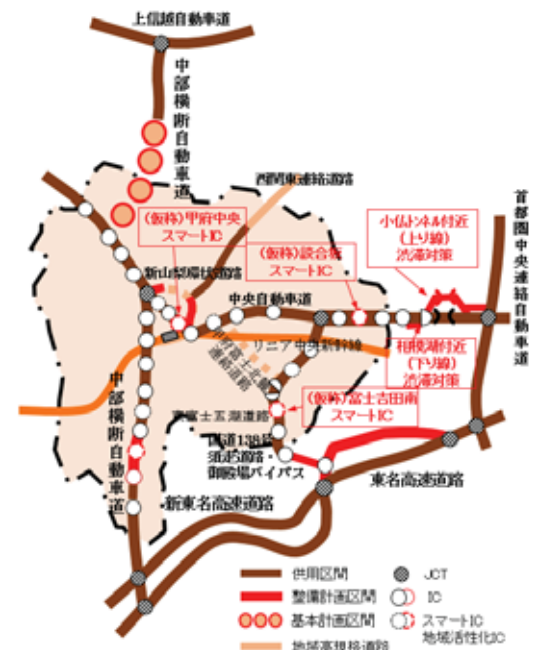 上信越自動車道
中部横断自動車道
西関東連絡道路
(仮称)甲府中央
スマートIC
小仏トンネル付近
(上り線)
渋滞対策
首都圏中央連絡自動車道
(仮称)談合坂
スマートIC
新山梨環状道路
中央自動車道
リニア中央新幹線
相模湖付近
(下り線)
渋滞対策
中部横断自動車道
(仮称)富士吉田南
スマートIC
東富士五湖道路
国道138号
須走道路・
御殿場バイパス
新東名高速道路
東名高速道路
供用区間
JCT
整備計画区間
IC
基本計画区間
スマートIC
地域活性化IC
地域高規格道路